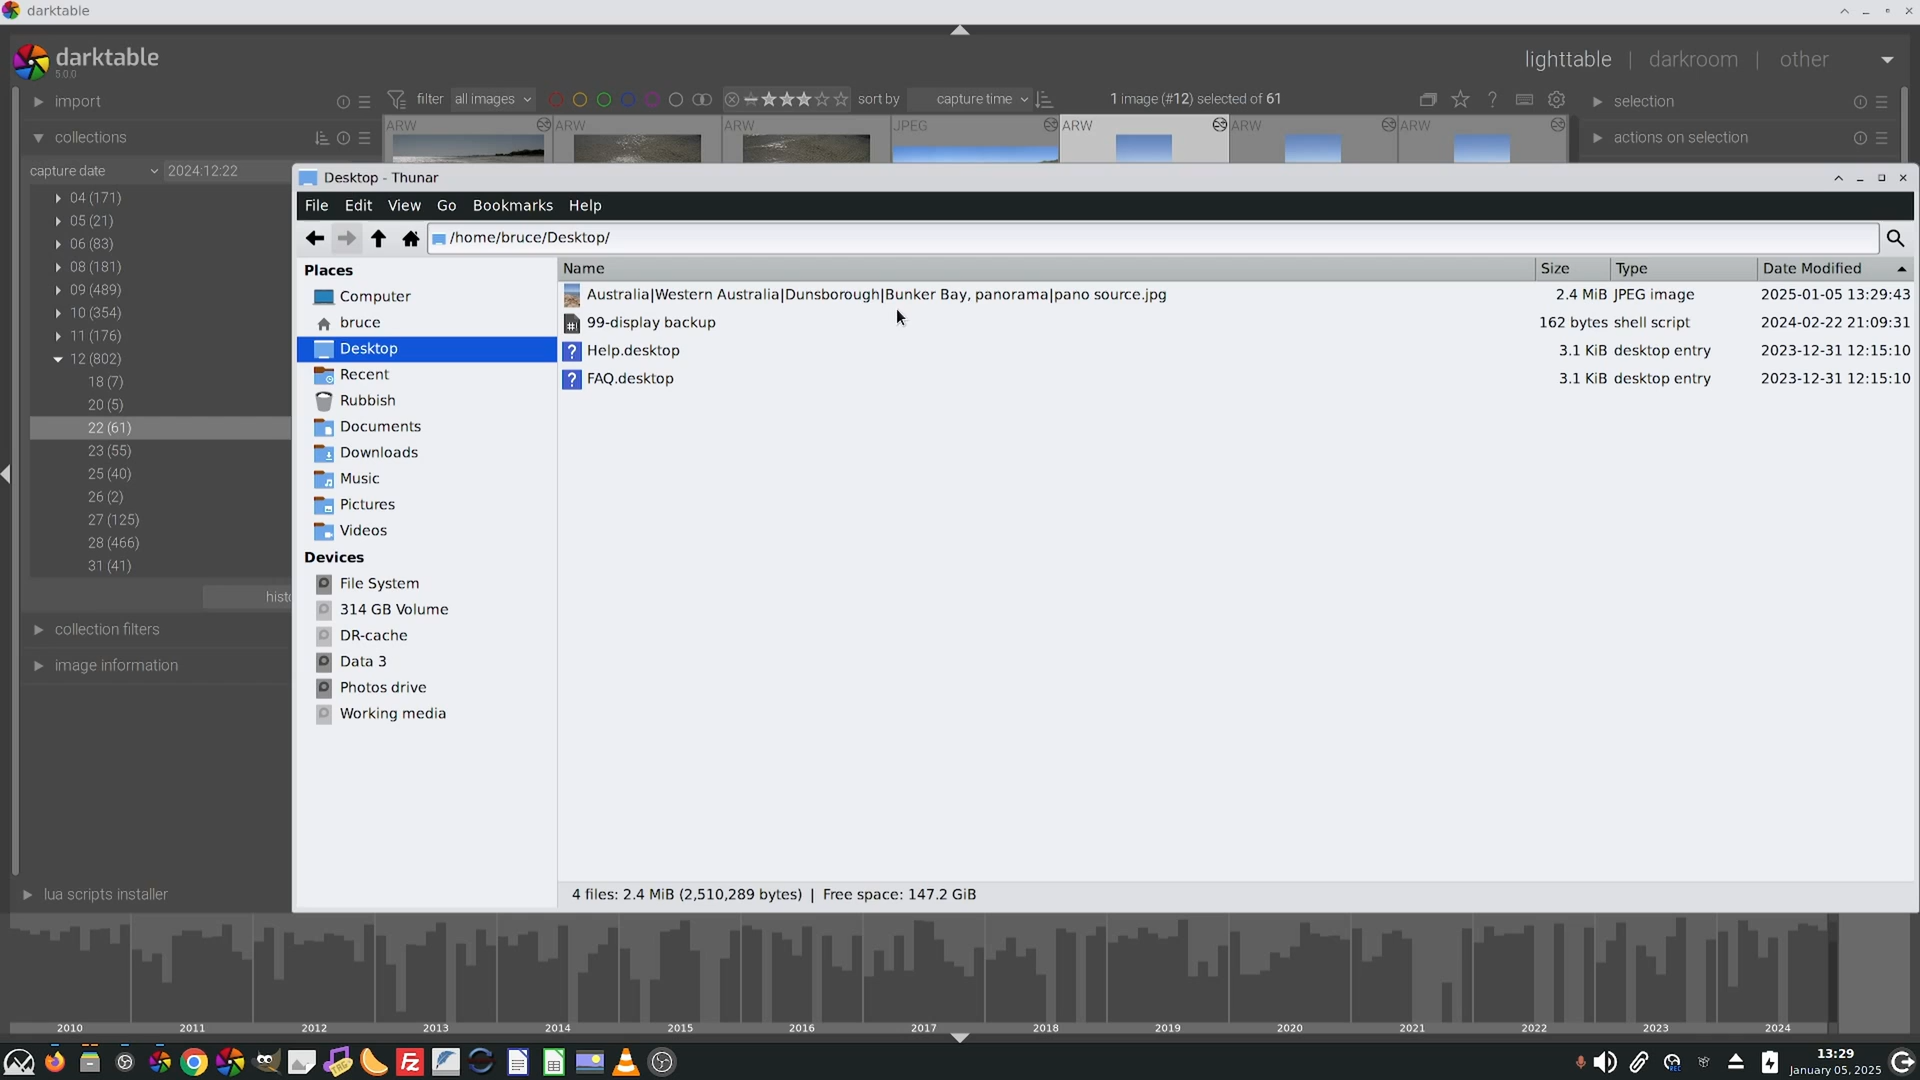 darktable
darktable
5.0.0
lighttable | darkroom | other
import
filter all images
sort by capture time
1 image (#12) selected of 61
selection
collections
ARW ARW ARW JPEG ARW ARW ARW
actions on selection
capture date 2024:12:22
04 (171)
05 (21)
06 (83)
08 (181)
09 (489)
10 (354)
11 (176)
12 (802)
18 (7)
20 (5)
22 (61)
23 (55)
25 (40)
26 (2)
27 (125)
28 (466)
31 (41)
histo
collection filters
image information
lua scripts installer
Desktop - Thunar
File Edit View Go Bookmarks Help
/home/bruce/Desktop/
Places
Computer
bruce
Desktop
Recent
Rubbish
Documents
Downloads
Music
Pictures
Videos
Devices
File System
314 GB Volume
DR-cache
Data 3
Photos drive
Working media
Name Size Type Date Modified
Australia|Western Australia|Dunsborough|Bunker Bay, panorama|pano source.jpg 2.4 MiB JPEG image 2025-01-05 13:29:43
99-display backup 162 bytes shell script 2024-02-22 21:09:31
Help.desktop 3.1 KiB desktop entry 2023-12-31 12:15:10
FAQ.desktop 3.1 KiB desktop entry 2023-12-31 12:15:10
4 files: 2.4 MiB (2,510,289 bytes) | Free space: 147.2 GiB
2010 2011 2012 2013 2014 2015 2016 2017 2018 2019 2020 2021 2022 2023 2024
13:29
January 05, 2025